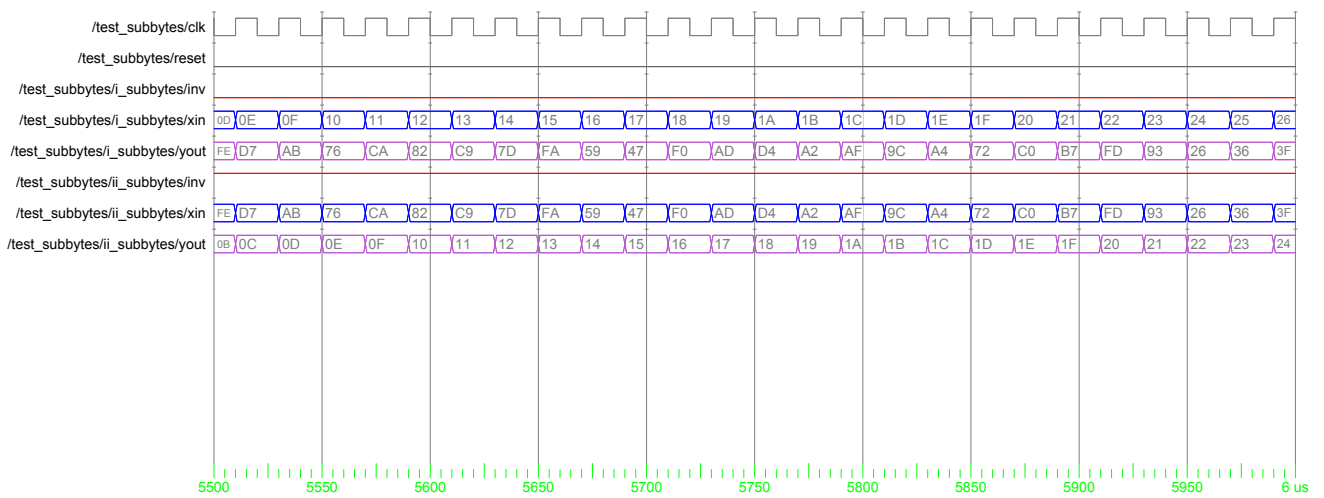 /test_subbytes/clk
/test_subbytes/reset
/test_subbytes/i_subbytes/inv
/test_subbytes/i_subbytes/xin 0D 0E 0F 10 11 12 13 14 15 16 17 18 19 1A 1B 1C 1D 1E 1F 20 21 22 23 24 25 26
/test_subbytes/i_subbytes/yout FE D7 AB 76 CA 82 C9 7D FA 59 47 F0 AD D4 A2 AF 9C A4 72 C0 B7 FD 93 26 36 3F
/test_subbytes/ii_subbytes/inv
/test_subbytes/ii_subbytes/xin FE D7 AB 76 CA 82 C9 7D FA 59 47 F0 AD D4 A2 AF 9C A4 72 C0 B7 FD 93 26 36 3F
/test_subbytes/ii_subbytes/yout 0B 0C 0D 0E 0F 10 11 12 13 14 15 16 17 18 19 1A 1B 1C 1D 1E 1F 20 21 22 23 24
5500 5550 5600 5650 5700 5750 5800 5850 5900 5950 6 us